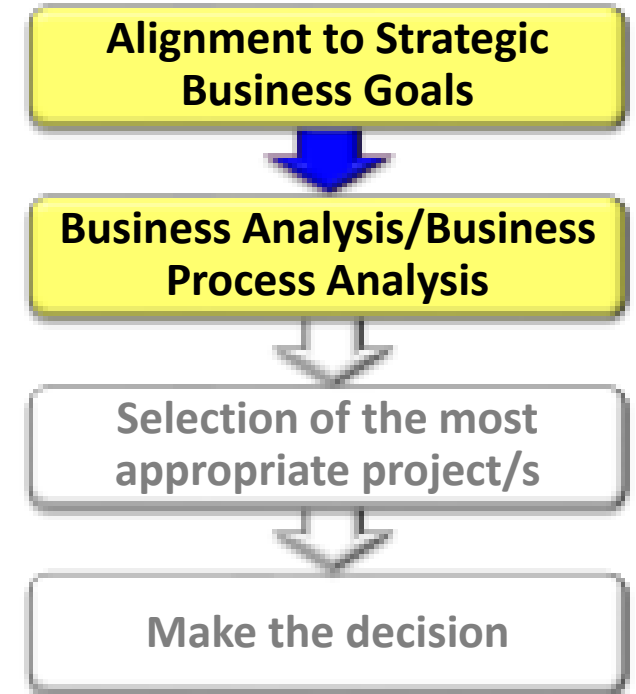 Alignment to Strategic
Business Goals
Business Analysis/Business
Process Analysis
Selection of the most
appropriate project/s
Make the decision